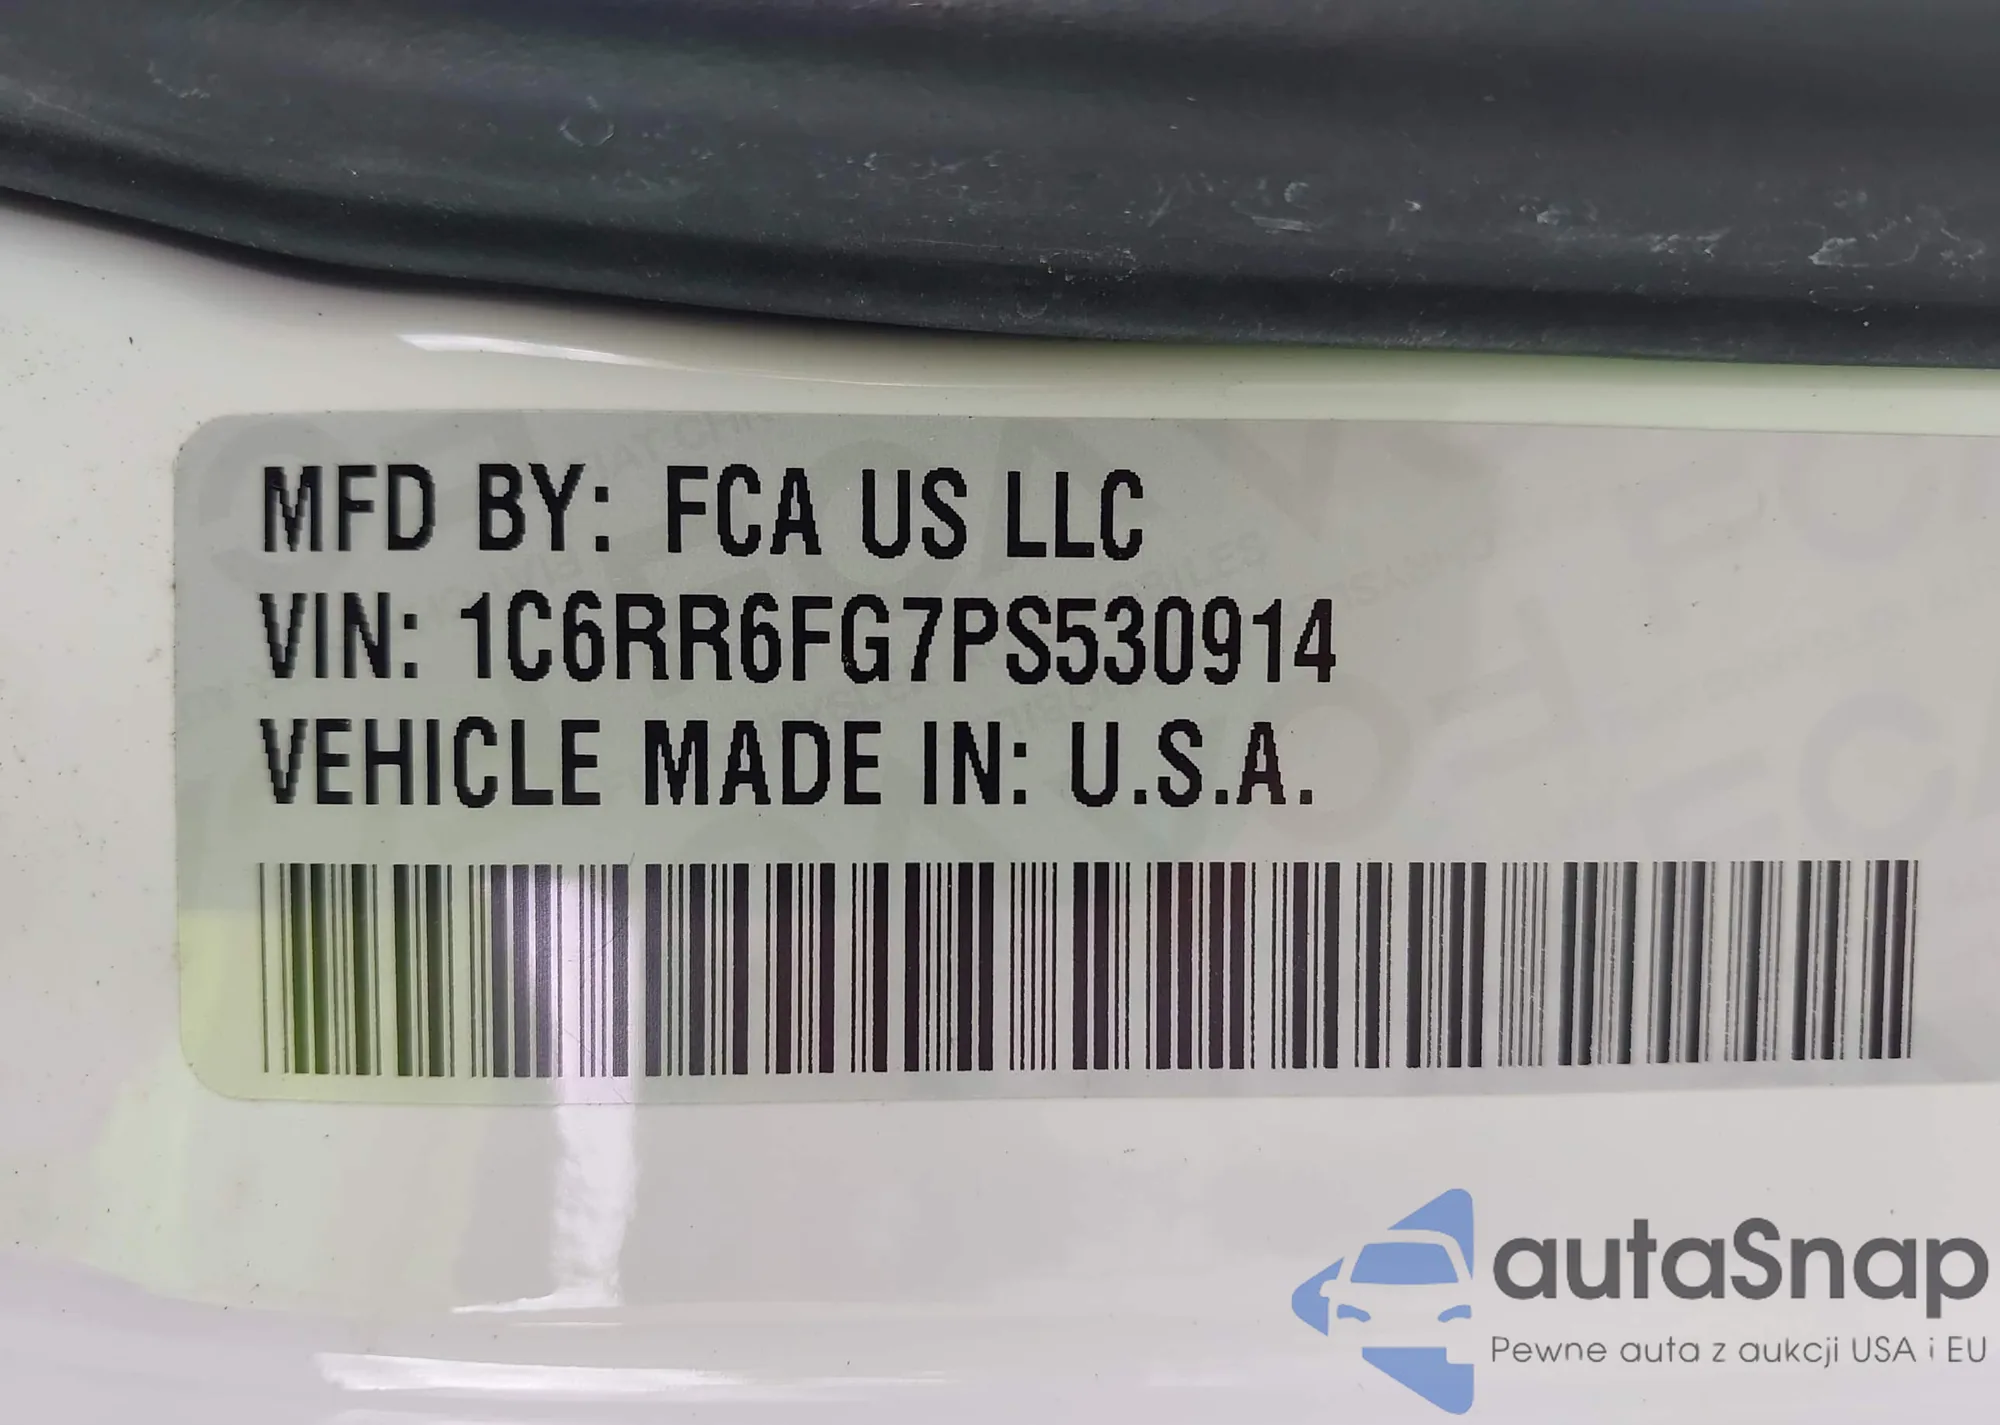 MFD BY: FCA US LLC
VIN: 1C6RR6FG7PS530914
VEHICLE MADE IN: U.S.A.
autaSnap
Pewne auta z aukcji USA i EU